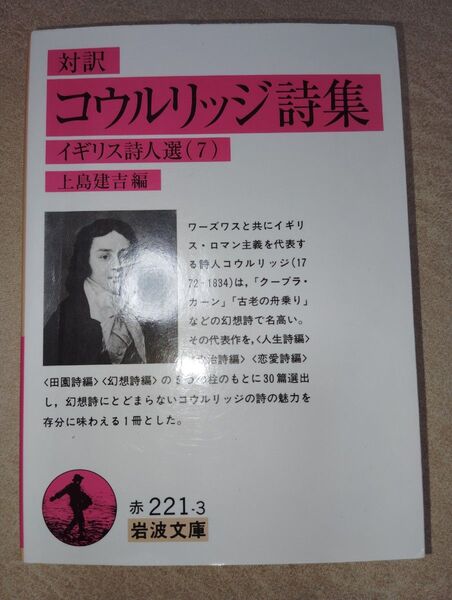 対訳
コウルリッジ詩集
イギリス詩人選(7)
上島建吉編
ワーズワスと共にイギリ
ス・ロマン主義を代表す
る詩人コウルリッジ(17
72-1834)は,「クーブラ・
カーン」「古老の舟乗り」
などの幻想詩で名高い。
その代表作を,〈人生詩編〉
治詩編〉〈恋愛詩編〉
〈田園詩編〉〈幻想詩編〉の5つの柱のもとに30篇選出
し,幻想詩にとどまらないコウルリッジの詩の魅力を
存分に味わえる1冊とした。
赤 221-3
岩波文庫